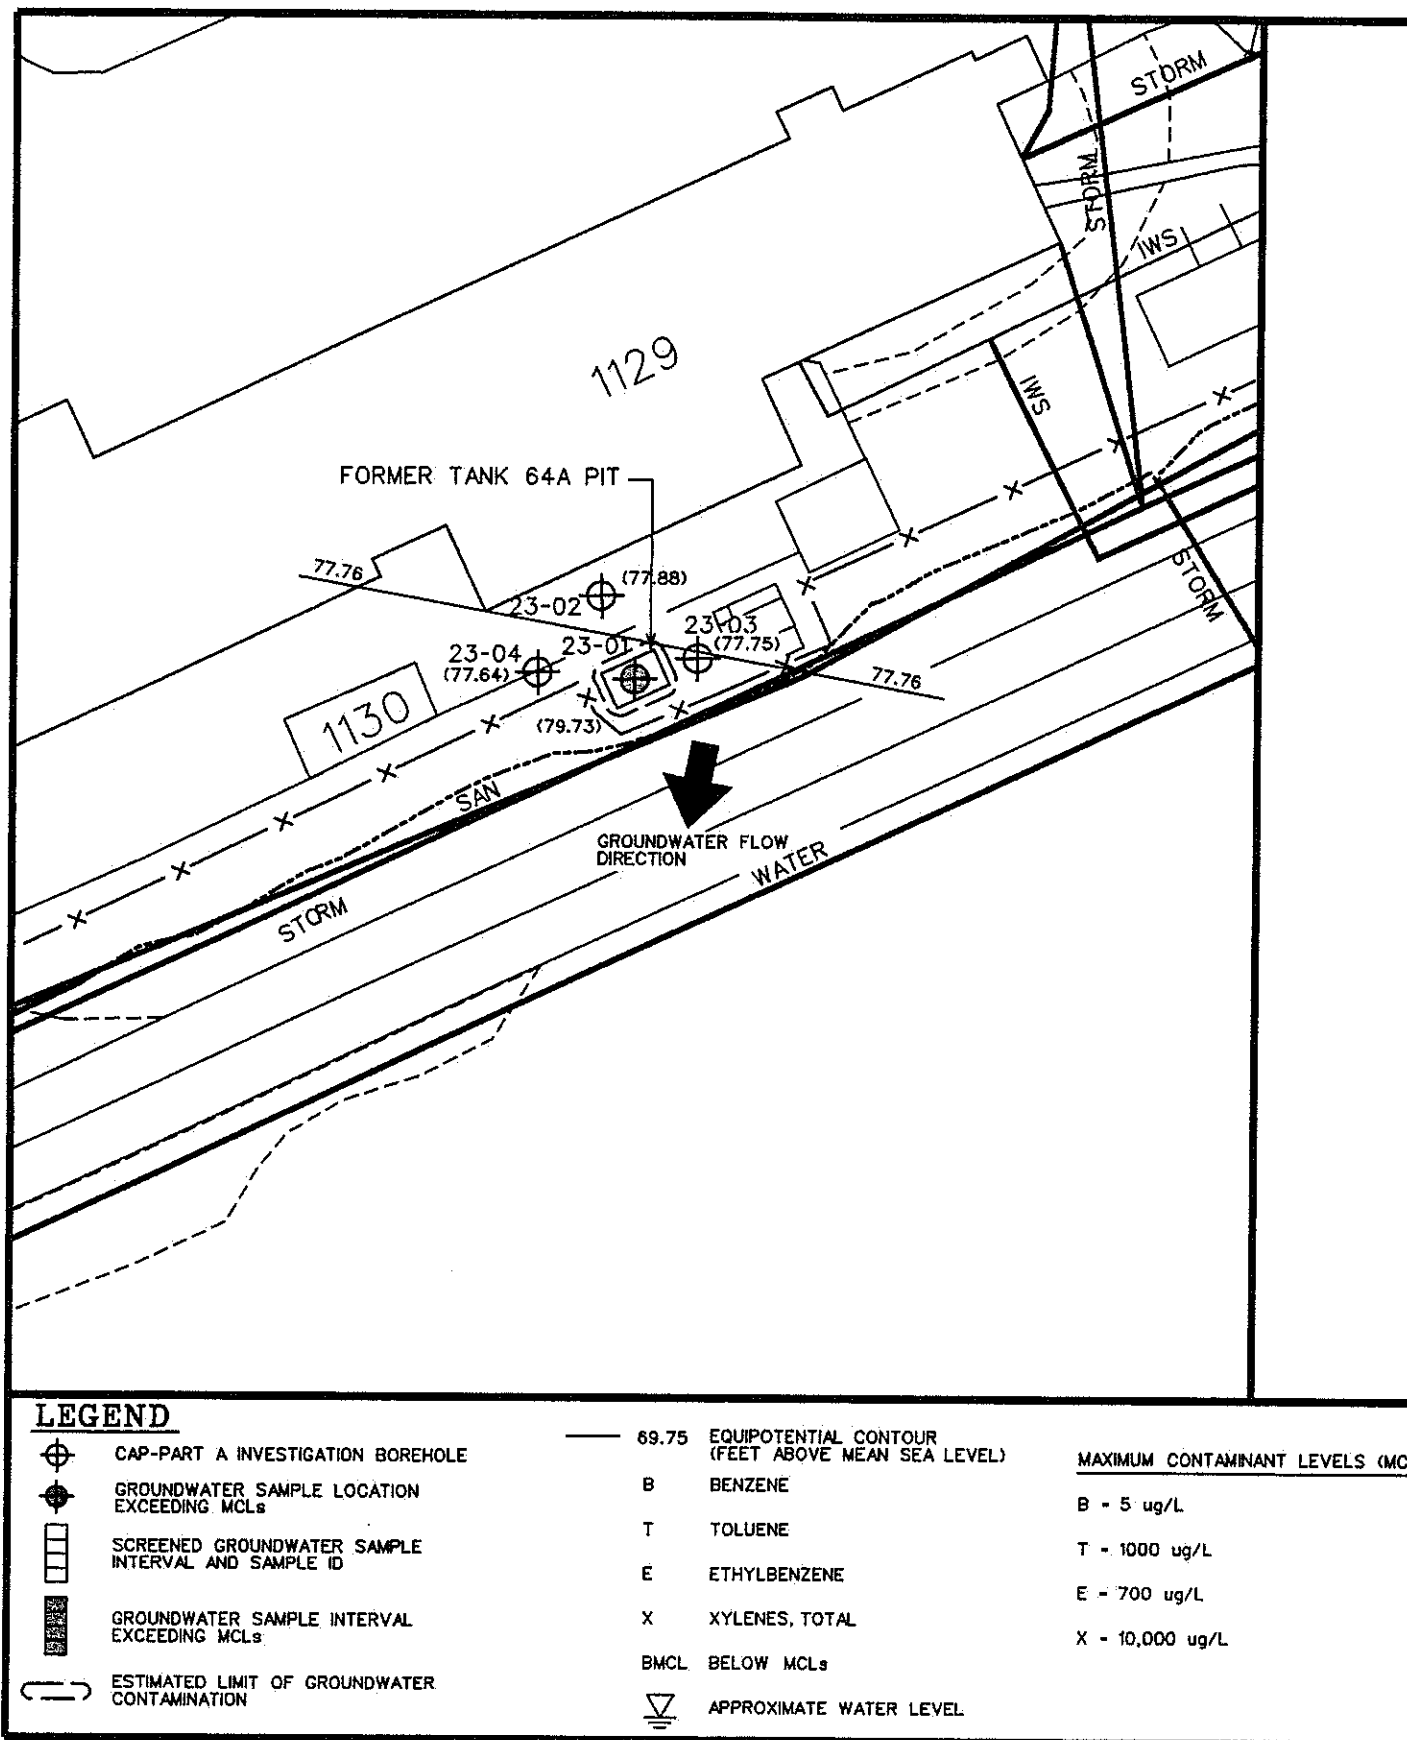 STORM
STORM
IWS
1129
IWS
FORMER TANK 64A PIT
77.76
(77.88)
23-02
STORM
23-03
23-04
23-01
(77.75)
(77.64)
77.76
1130
(79.73)
SAN
GROUNDWATER FLOW
DIRECTION
WATER
STORM
LEGEND
CAP-PART A INVESTIGATION BOREHOLE
GROUNDWATER SAMPLE LOCATION
EXCEEDING MCLs
SCREENED GROUNDWATER SAMPLE
INTERVAL AND SAMPLE ID
GROUNDWATER SAMPLE INTERVAL
EXCEEDING MCLs
ESTIMATED LIMIT OF GROUNDWATER
CONTAMINATION
69.75 EQUIPOTENTIAL CONTOUR
(FEET ABOVE MEAN SEA LEVEL)
B BENZENE
T TOLUENE
E ETHYLBENZENE
X XYLENES, TOTAL
BMCL BELOW MCLs
APPROXIMATE WATER LEVEL
MAXIMUM CONTAMINANT LEVELS (MC
B - 5 ug/L
T - 1000 ug/L
E - 700 ug/L
X - 10,000 ug/L